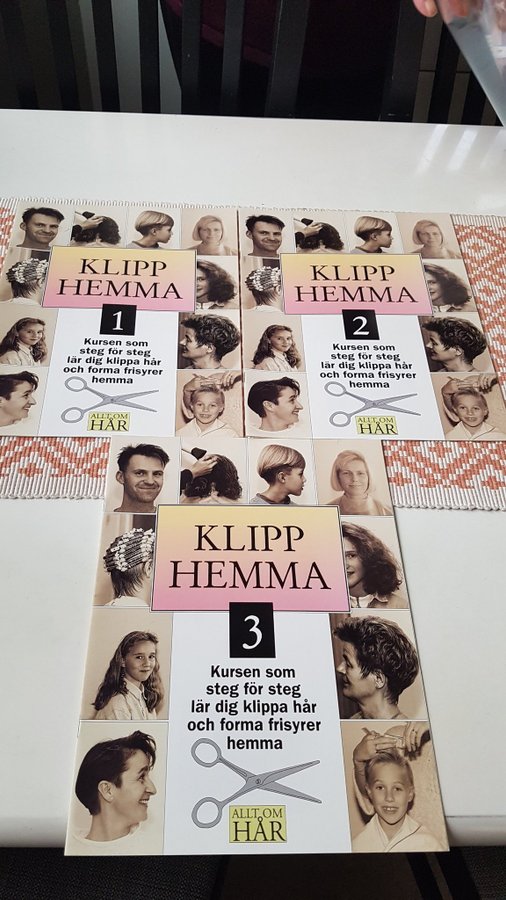 KLIPP
HEMMA
1
Kursen som
steg för steg
lär dig klippa hår
och forma frisyrer
hemma
ALLT OM
HÅR
KLIPP
HEMMA
2
Kursen som
steg för steg
lär dig klippa hår
och forma frisyrer
hemma
ALLT OM
HÅR
KLIPP
HEMMA
3
Kursen som
steg för steg
lär dig klippa hår
och forma frisyrer
hemma
ALLT OM
HÅR